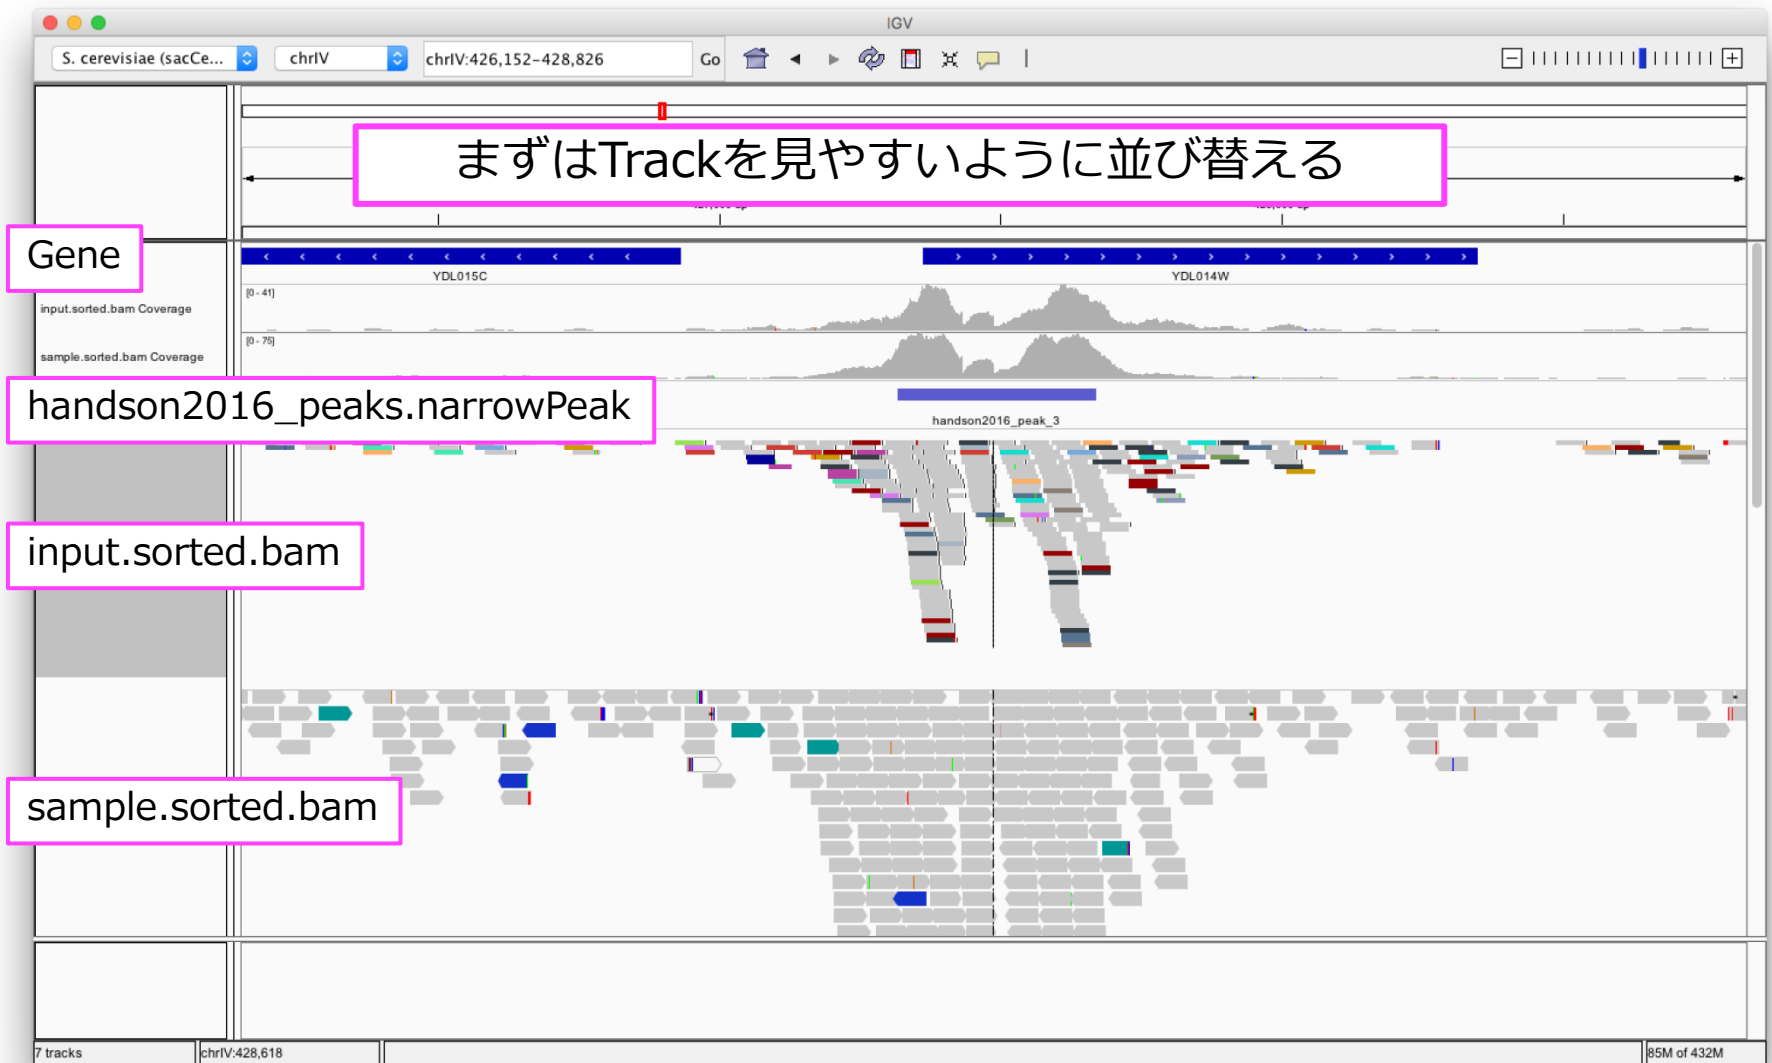 IGV
S. cerevisiae (sacCe...
chrIV
chrIV:426,152-428,826
Go
まずはTrackを見やすいように並び替える
Gene
YDL015C
YDL014W
[0 - 41]
input.sorted.bam Coverage
[0 - 75]
sample.sorted.bam Coverage
handson2016_peaks.narrowPeak
handson2016_peak_3
input.sorted.bam
sample.sorted.bam
7 tracks
chrIV:428,618
85M of 432M